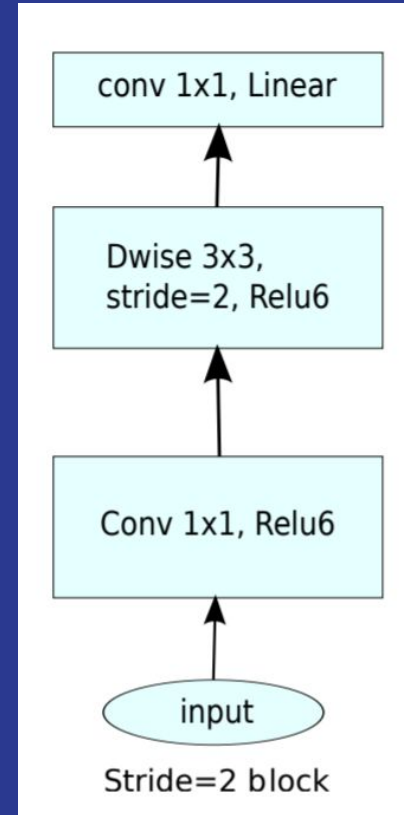 conv 1x1, Linear
Dwise 3x3,
stride=2, Relu6
Conv 1x1, Relu6
input
Stride=2 block